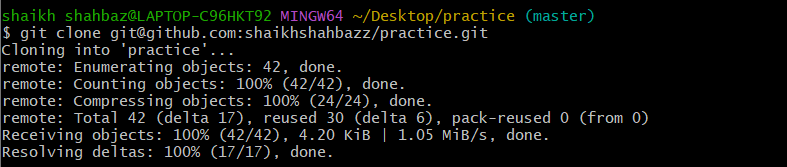 shaikh shahbaz@LAPTOP-C96HKT92 MINGW64 ~/Desktop/practice (master)
$ git clone git@github.com:shaikhshahbazz/practice.git
Cloning into 'practice'...
remote: Enumerating objects: 42, done.
remote: Counting objects: 100% (42/42), done.
remote: Compressing objects: 100% (24/24), done.
remote: Total 42 (delta 17), reused 30 (delta 6), pack-reused 0 (from 0)
Receiving objects: 100% (42/42), 4.20 KiB | 1.05 MiB/s, done.
Resolving deltas: 100% (17/17), done.